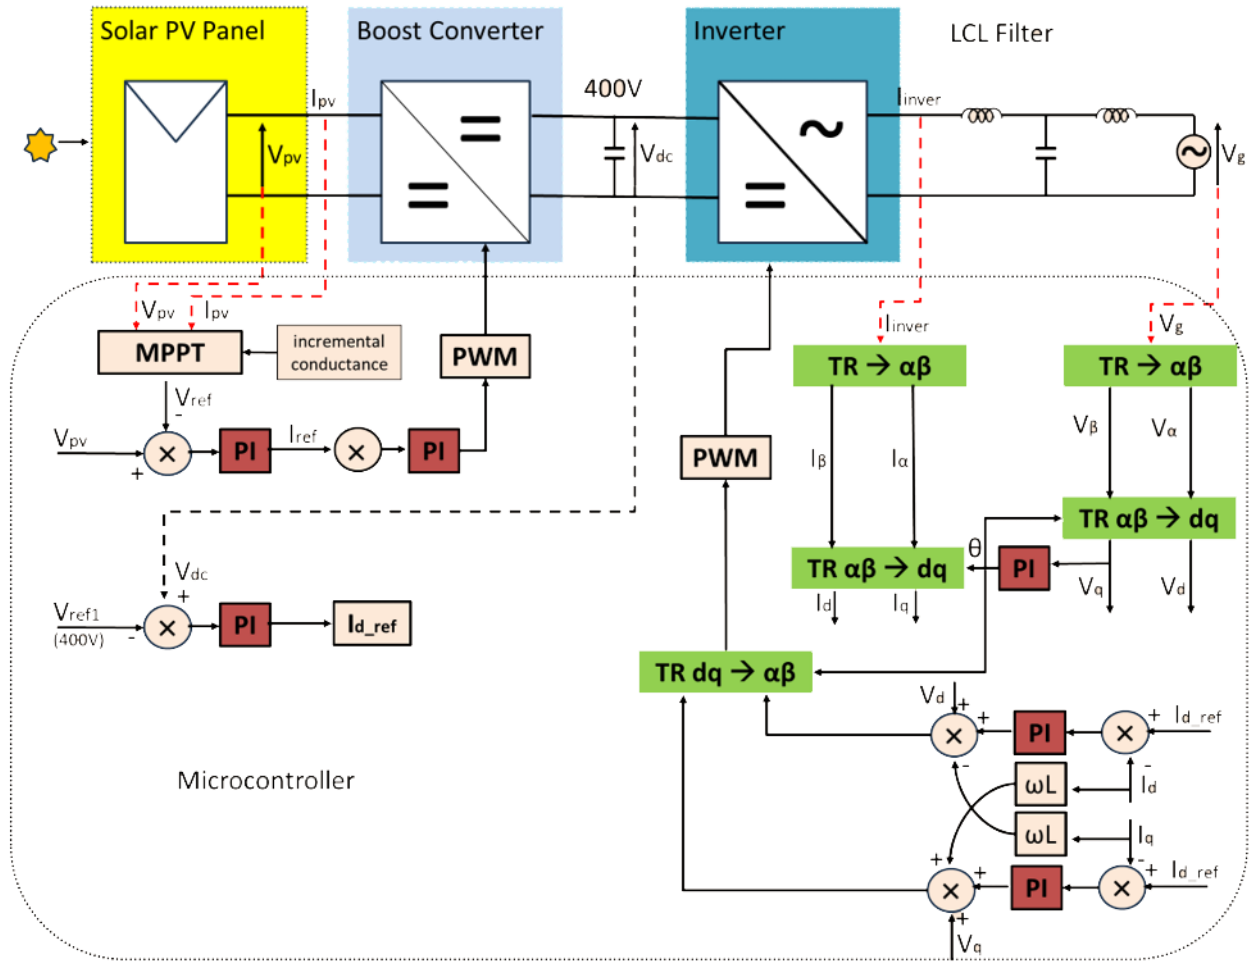 Solar PV Panel
Boost Converter
Inverter
LCL Filter
Ipv
400V
Iinver
Vpv
Vdc
Vg
=
=
~
=
~
Vpv
Ipv
Iinver
Vg
MPPT
incremental
conductance
PWM
TR → αβ
TR → αβ
Vref
-
Vpv
+
×
PI
Iref
×
PI
Vβ
Vα
PWM
Iβ
Iα
TR αβ → dq
θ
TR αβ → dq
PI
Vdc
+
Id
Iq
Vq
Vd
Vref1
(400V)
-
×
PI
Id_ref
TR dq → αβ
Vd
+
+
×
-
PI
×
+
Id_ref
-
ωL
Id
ωL
Iq
+
+
×
+
PI
×
-
+
Id_ref
Vq
Microcontroller